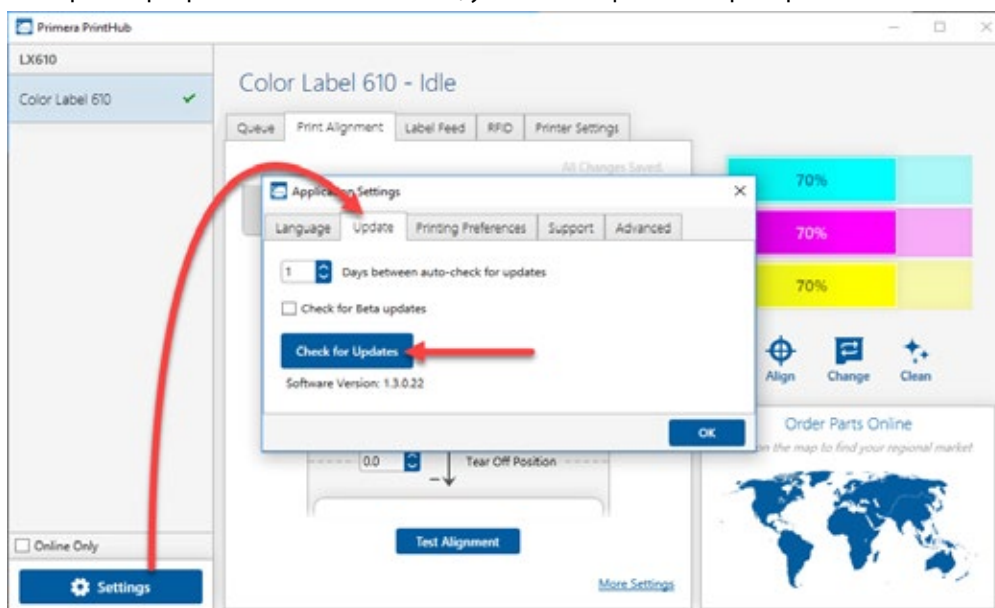 Primera PrintHub
LX610
Color Label 610
Color Label 610 - Idle
Queue Print Alignment Label Feed RFID Printer Settings
All Changes Saved.
Application Settings
Language Update Printing Preferences Support Advanced
1 Days between auto-check for updates
Check for Beta updates
Check for Updates
Software Version: 1.3.0.22
OK
70%
70%
70%
Align Change Clean
Order Parts Online
on the map to find your regional market
0.0 Tear Off Position
Test Alignment
More Settings
Online Only
Settings